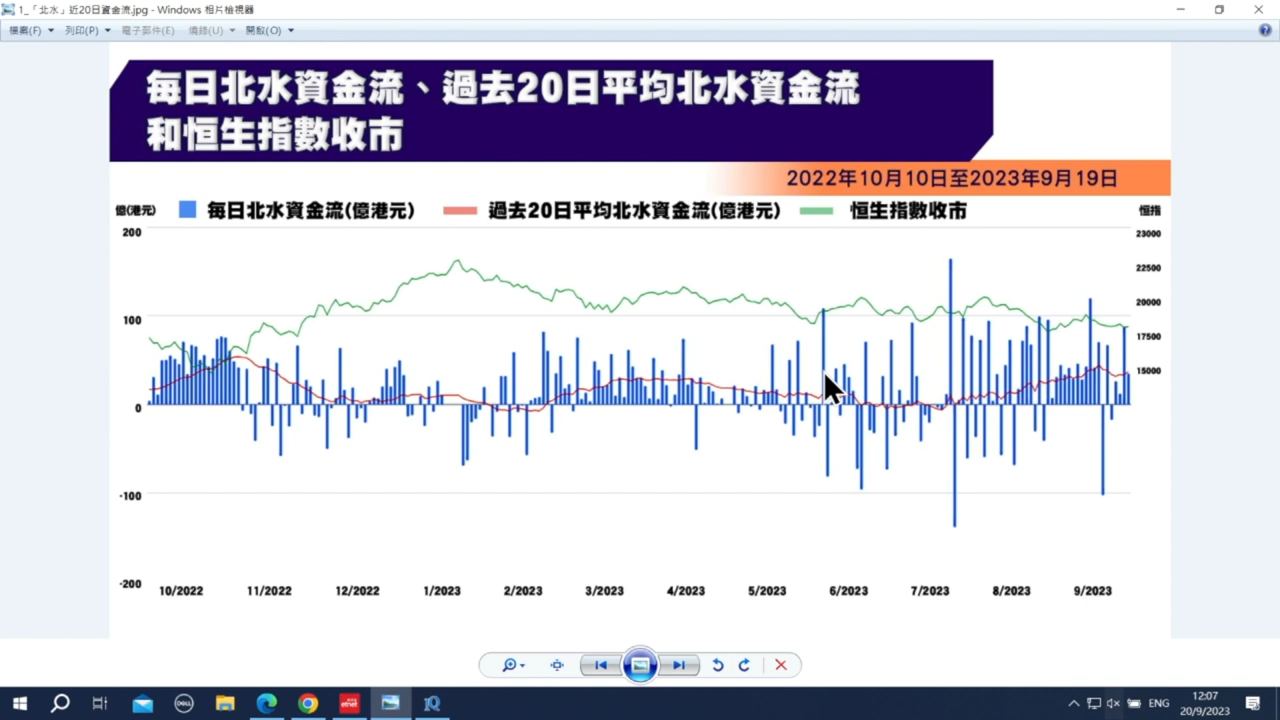 1_「北水」近20日資金流.jpg - Windows 相片檢視器
檔案(F) 列印(P) 電子郵件(E) 燒錄(U) 開啟(O)
每日北水資金流、過去20日平均北水資金流
和恒生指數收市
2022年10月10日至2023年9月19日
億(港元) 每日北水資金流(億港元) 過去20日平均北水資金流(億港元) 恒生指數收市 恒指
200
100
0
-100
-200
23000
22500
20000
17500
15000
10/2022 11/2022 12/2022 1/2023 2/2023 3/2023 4/2023 5/2023 6/2023 7/2023 8/2023 9/2023
DELL
etnet
IQ
ENG
12:07
20/9/2023